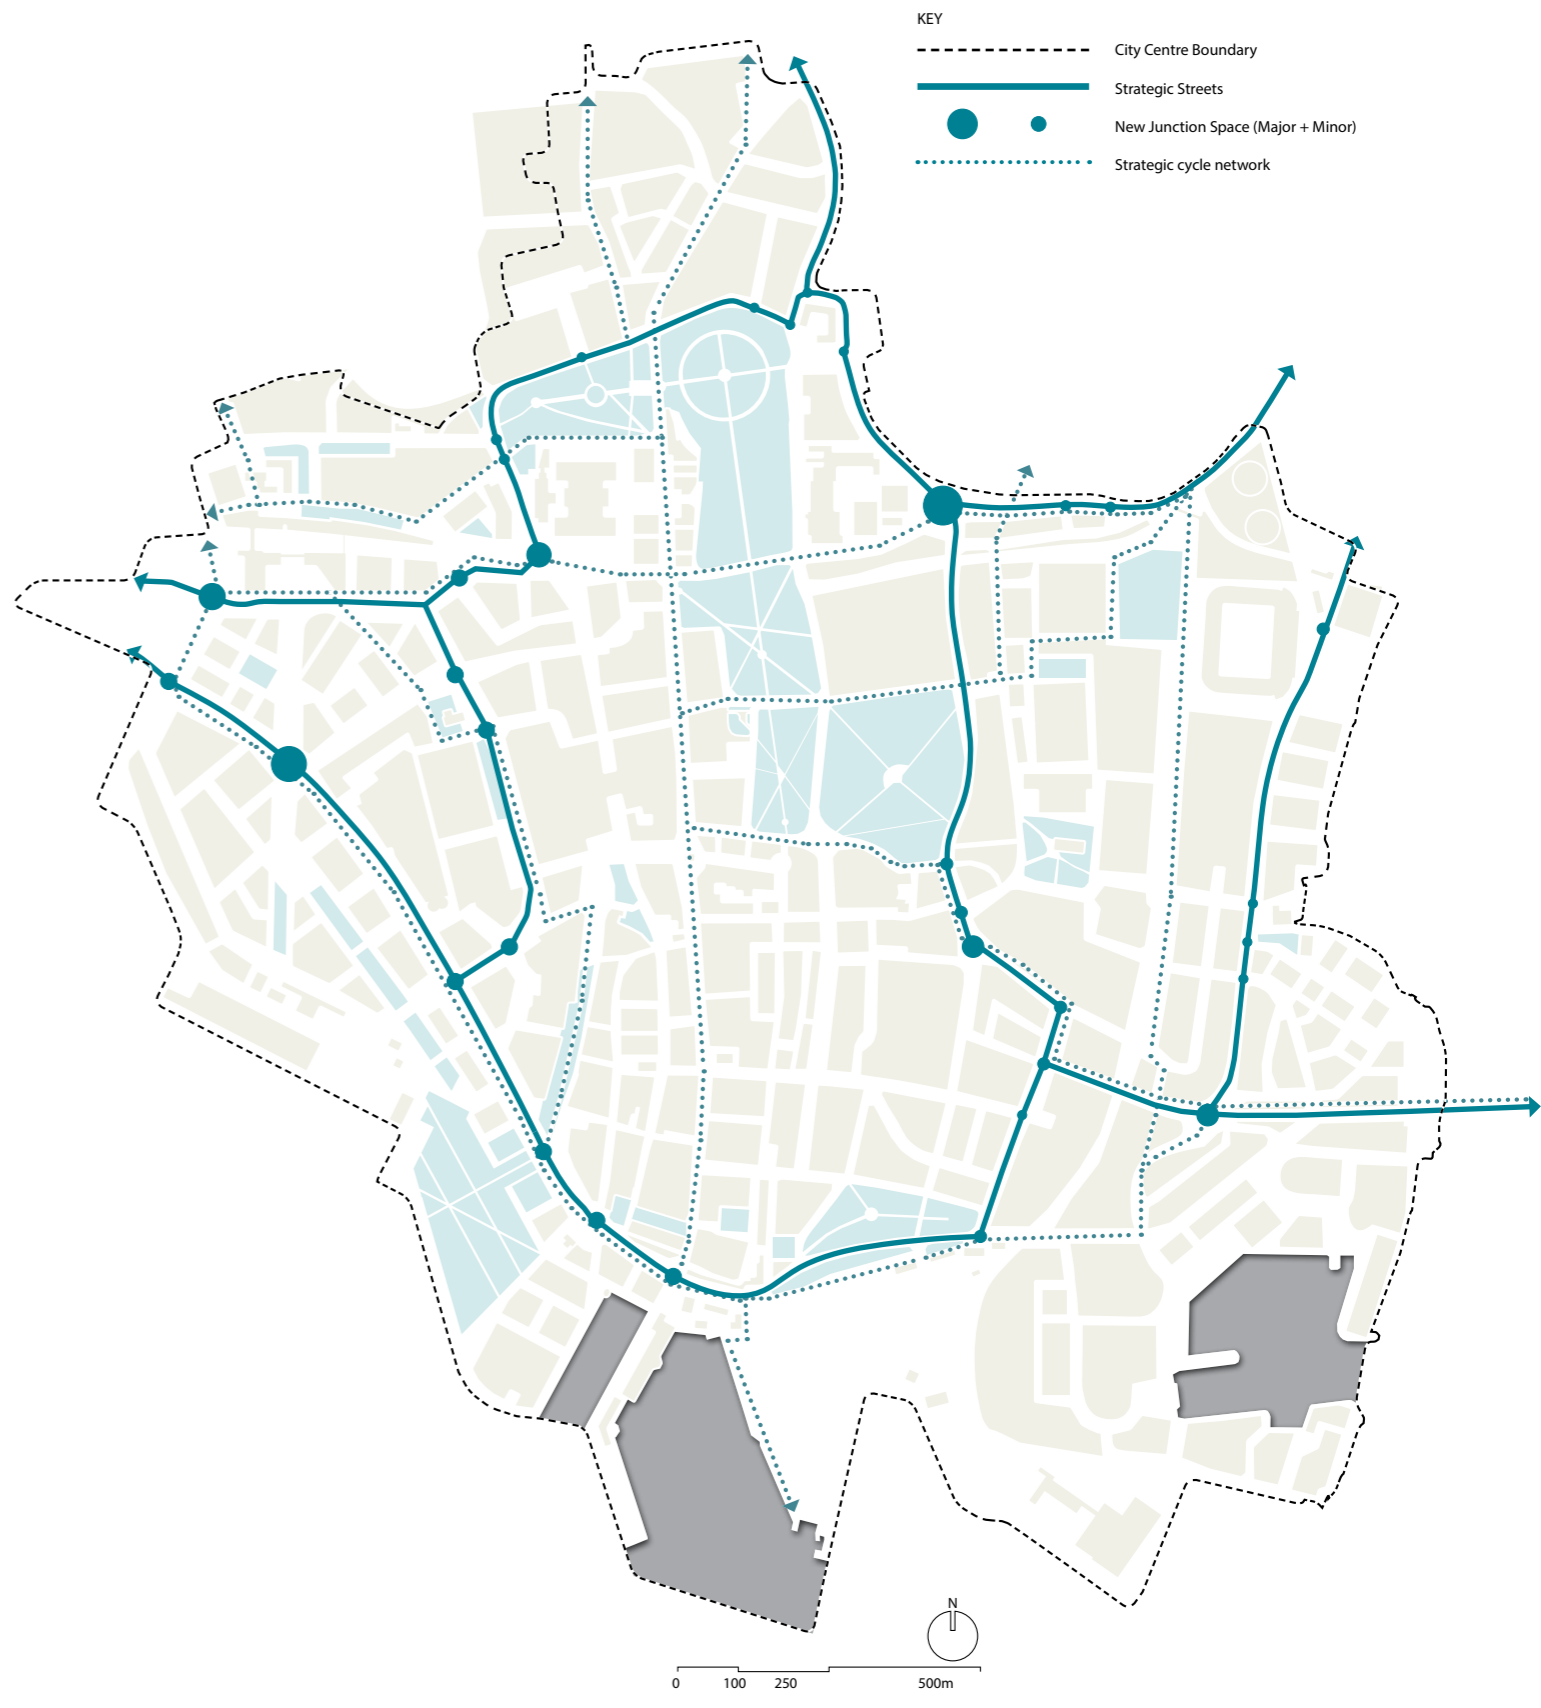 KEY
City Centre Boundary
Strategic Streets
New Junction Space (Major + Minor)
Strategic cycle network
N
0 100 250 500m